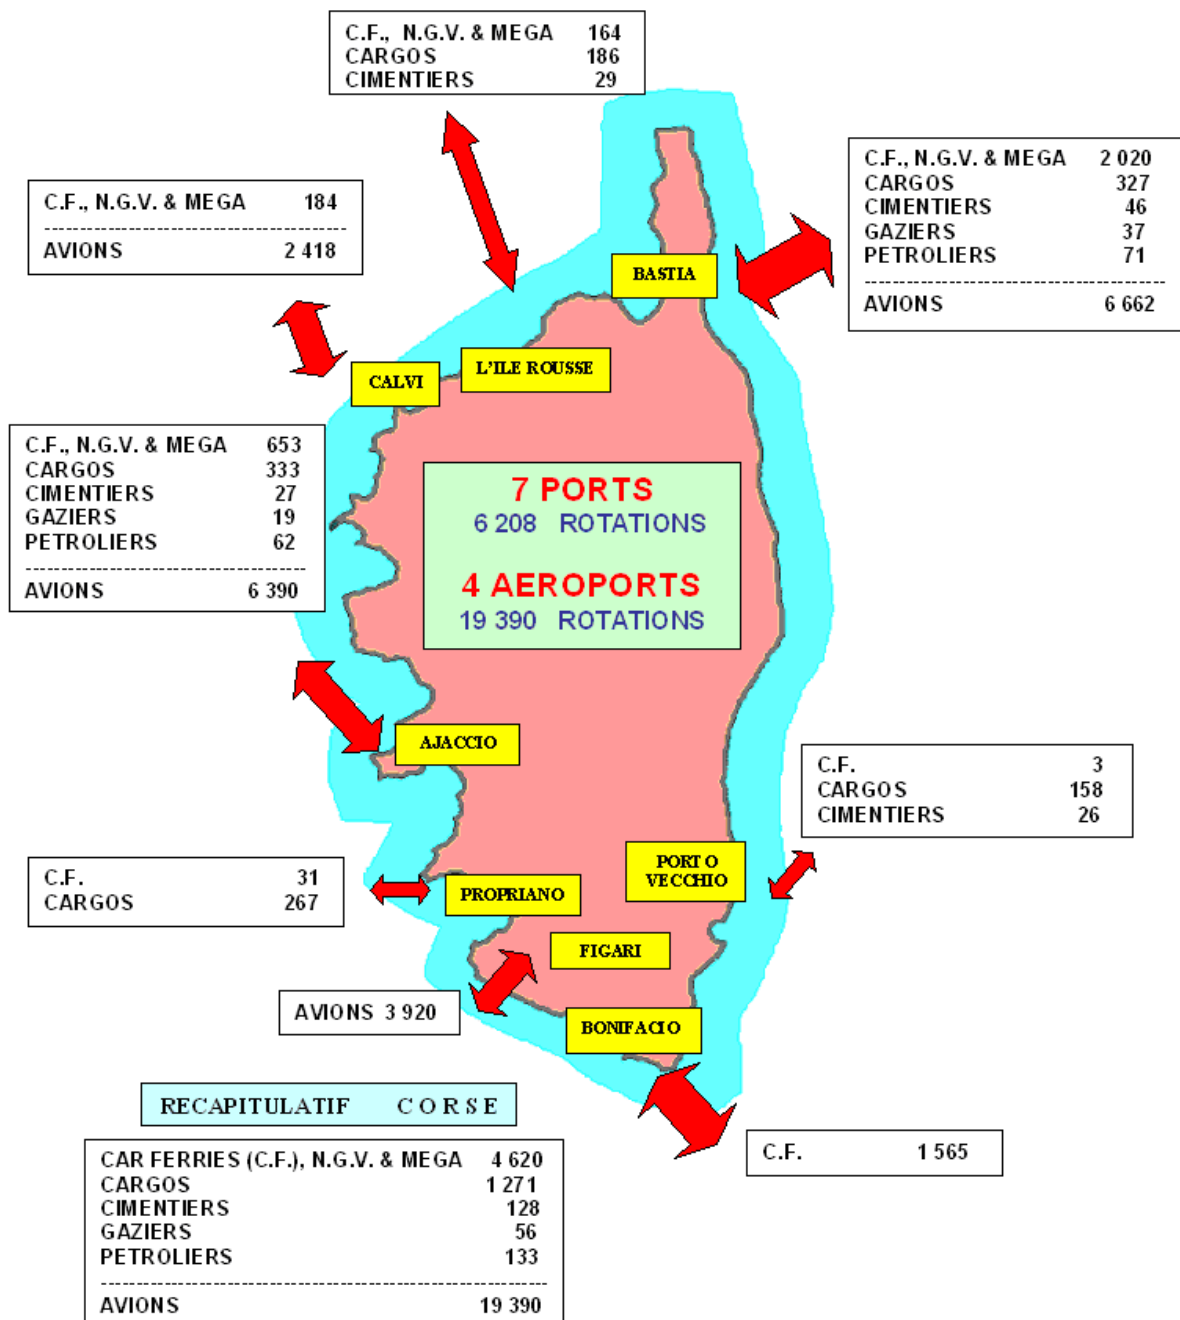 C.F., N.G.V. & MEGA 164
CARGOS 186
CIMENTIERS 29
C.F., N.G.V. & MEGA 2 020
CARGOS 327
CIMENTIERS 46
GAZIERS 37
PETROLIERS 71
AVIONS 6 662
C.F., N.G.V. & MEGA 184
AVIONS 2 418
BASTIA
L'ILE ROUSSE
CALVI
C.F., N.G.V. & MEGA 653
CARGOS 333
CIMENTIERS 27
GAZIERS 19
PETROLIERS 62
AVIONS 6 390
7 PORTS
6 208 ROTATIONS
4 AEROPORTS
19 390 ROTATIONS
AJACCIO
C.F. 3
CARGOS 158
CIMENTIERS 26
PORTO
VECCHIO
C.F. 31
CARGOS 267
PROPRIANO
FIGARI
AVIONS 3 920
BONIFACIO
RECAPITULATIF CORSE
C.F. 1 565
CAR FERRIES (C.F.), N.G.V. & MEGA 4 620
CARGOS 1 271
CIMENTIERS 128
GAZIERS 56
PETROLIERS 133
AVIONS 19 390